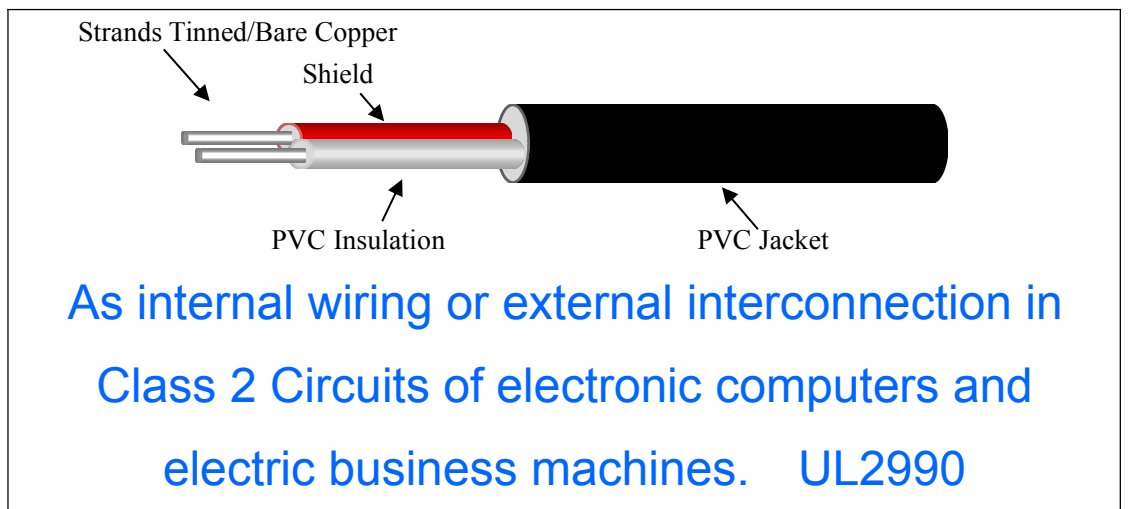 Strands Tinned/Bare Copper
Shield
PVC Insulation
PVC Jacket
As internal wiring or external interconnection in
Class 2 Circuits of electronic computers and
electric business machines. UL2990